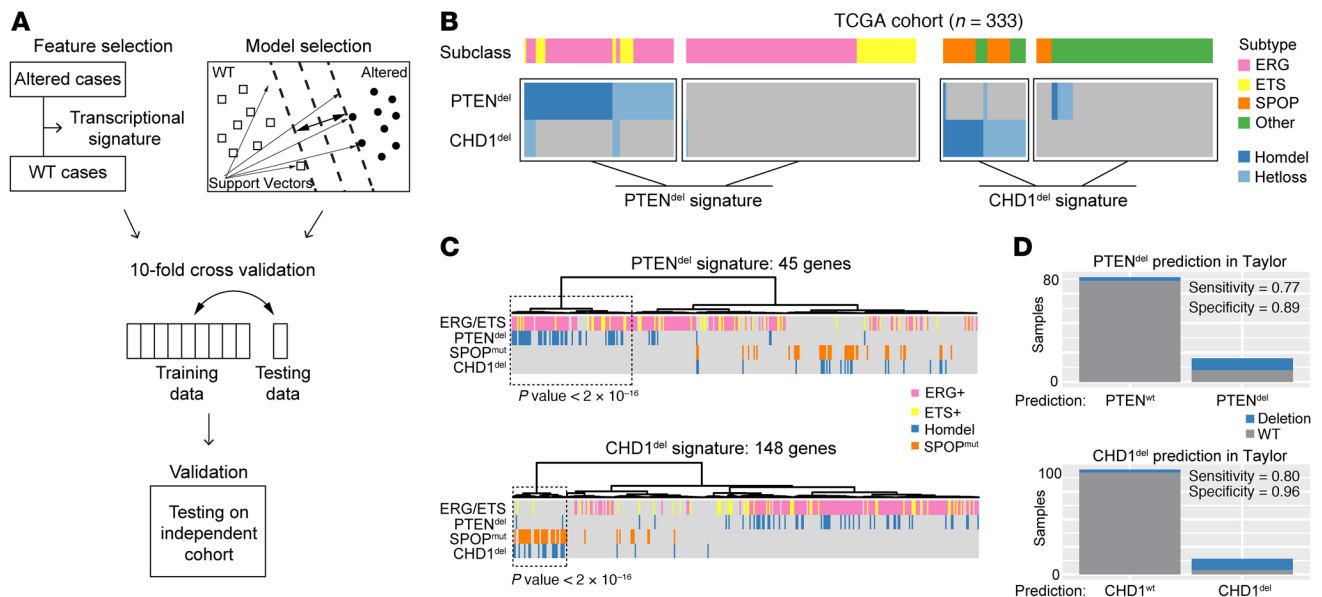 A
Feature selection
Model selection
Altered cases
Transcriptional
signature
WT cases
WT
Altered
Support Vectors
10-fold cross validation
Training
data
Testing
data
Validation
Testing on
independent
cohort
B
TCGA cohort (n = 333)
Subclass
PTENdel
CHD1del
PTENdel signature
CHD1del signature
Subtype
ERG
ETS
SPOP
Other
Homdel
Hetloss
C
PTENdel signature: 45 genes
ERG/ETS
PTENdel
SPOPmut
CHD1del
P value < 2 × 10−16
ERG+
ETS+
Homdel
SPOPmut
CHD1del signature: 148 genes
ERG/ETS
PTENdel
SPOPmut
CHD1del
P value < 2 × 10−16
D
PTENdel prediction in Taylor
80
Sensitivity = 0.77
Specificity = 0.89
Samples
0
Prediction: PTENwt PTENdel
Deletion
WT
CHD1del prediction in Taylor
100
Sensitivity = 0.80
Specificity = 0.96
Samples
0
Prediction: CHD1wt CHD1del